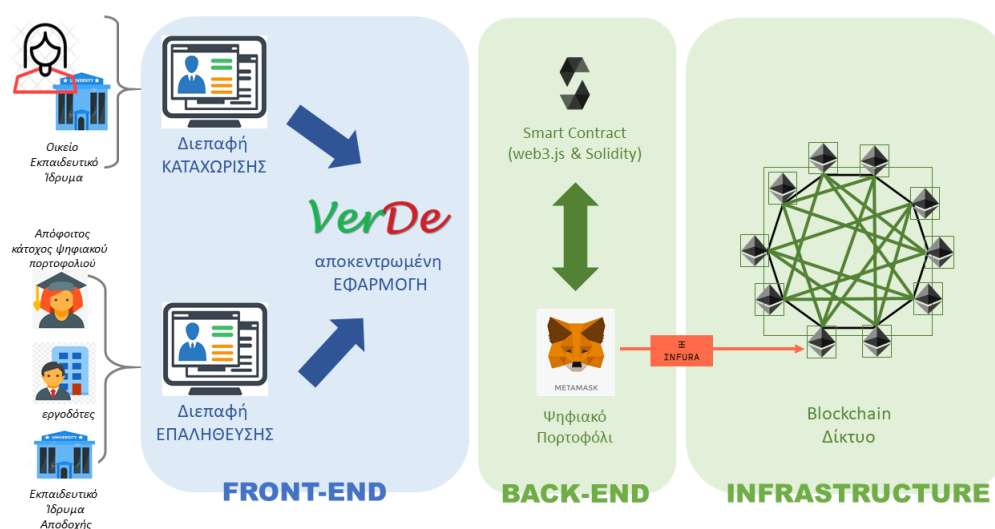 UNIVERSITY
Οικείο
Εκπαιδευτικό
Ίδρυμα
Απόφοιτος
κάτοχος ψηφιακού
πορτοφολιού
εργοδότες
UNIVERSITY
Εκπαιδευτικό
Ίδρυμα
Αποδοχής
Διεπαφή
ΚΑΤΑΧΩΡΙΣΗΣ
VerDe
αποκεντρωμένη
ΕΦΑΡΜΟΓΗ
Διεπαφή
ΕΠΑΛΗΘΕΥΣΗΣ
FRONT-END
Smart Contract
(web3.js & Solidity)
METAMASK
Ψηφιακό
Πορτοφόλι
BACK-END
INFURA
Blockchain
Δίκτυο
INFRASTRUCTURE